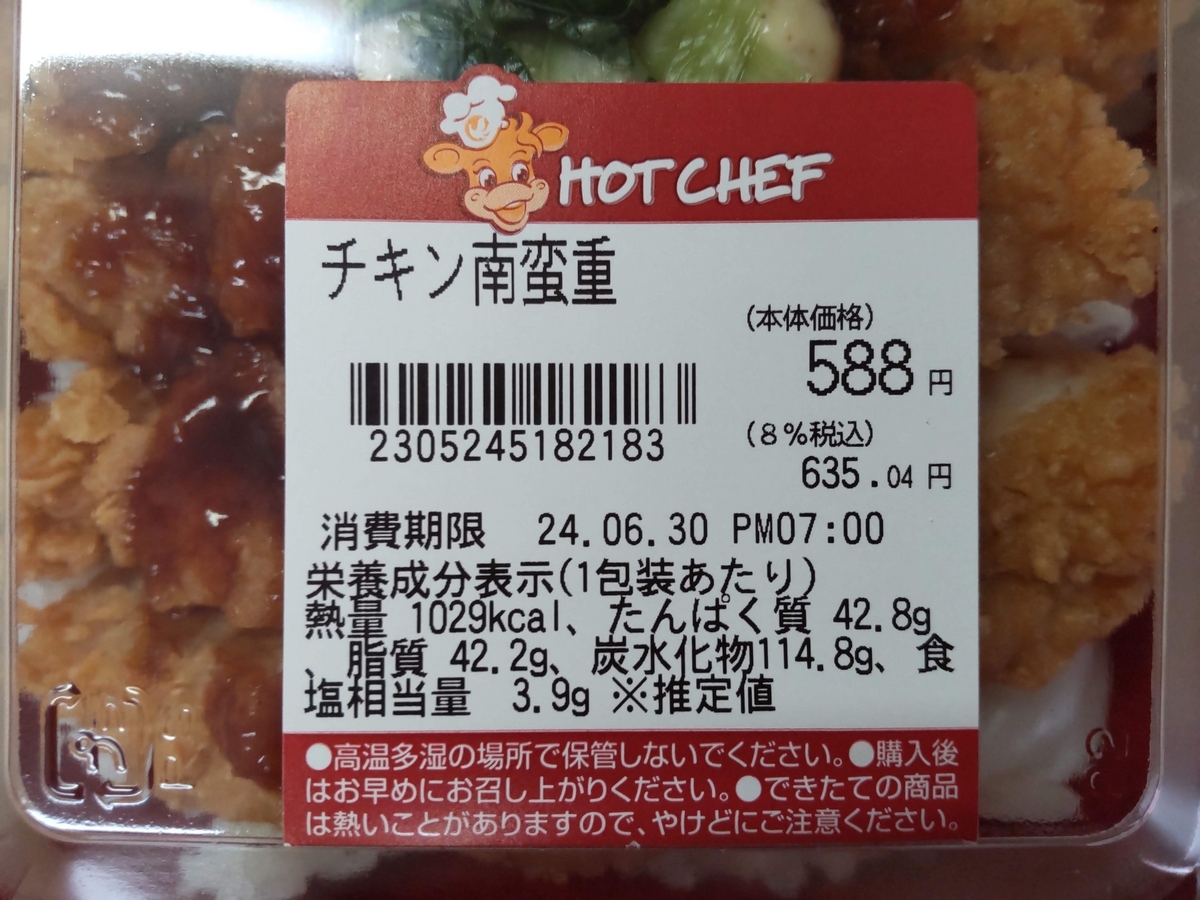 HOT CHEF
チキン南蛮重
(本体価格)
588円
2305245182183
(8%税込)
635.04円
消費期限 24.06.30 PM07:00
栄養成分表示(1包装あたり)
熱量 1029kcal、たんぱく質 42.8g
、脂質 42.2g、炭水化物114.8g、食
塩相当量 3.9g ※推定値
●高温多湿の場所で保管しないでください。●購入後
はお早めにお召し上がりください。●できたての商品
は熱いことがありますので、やけどにご注意ください。